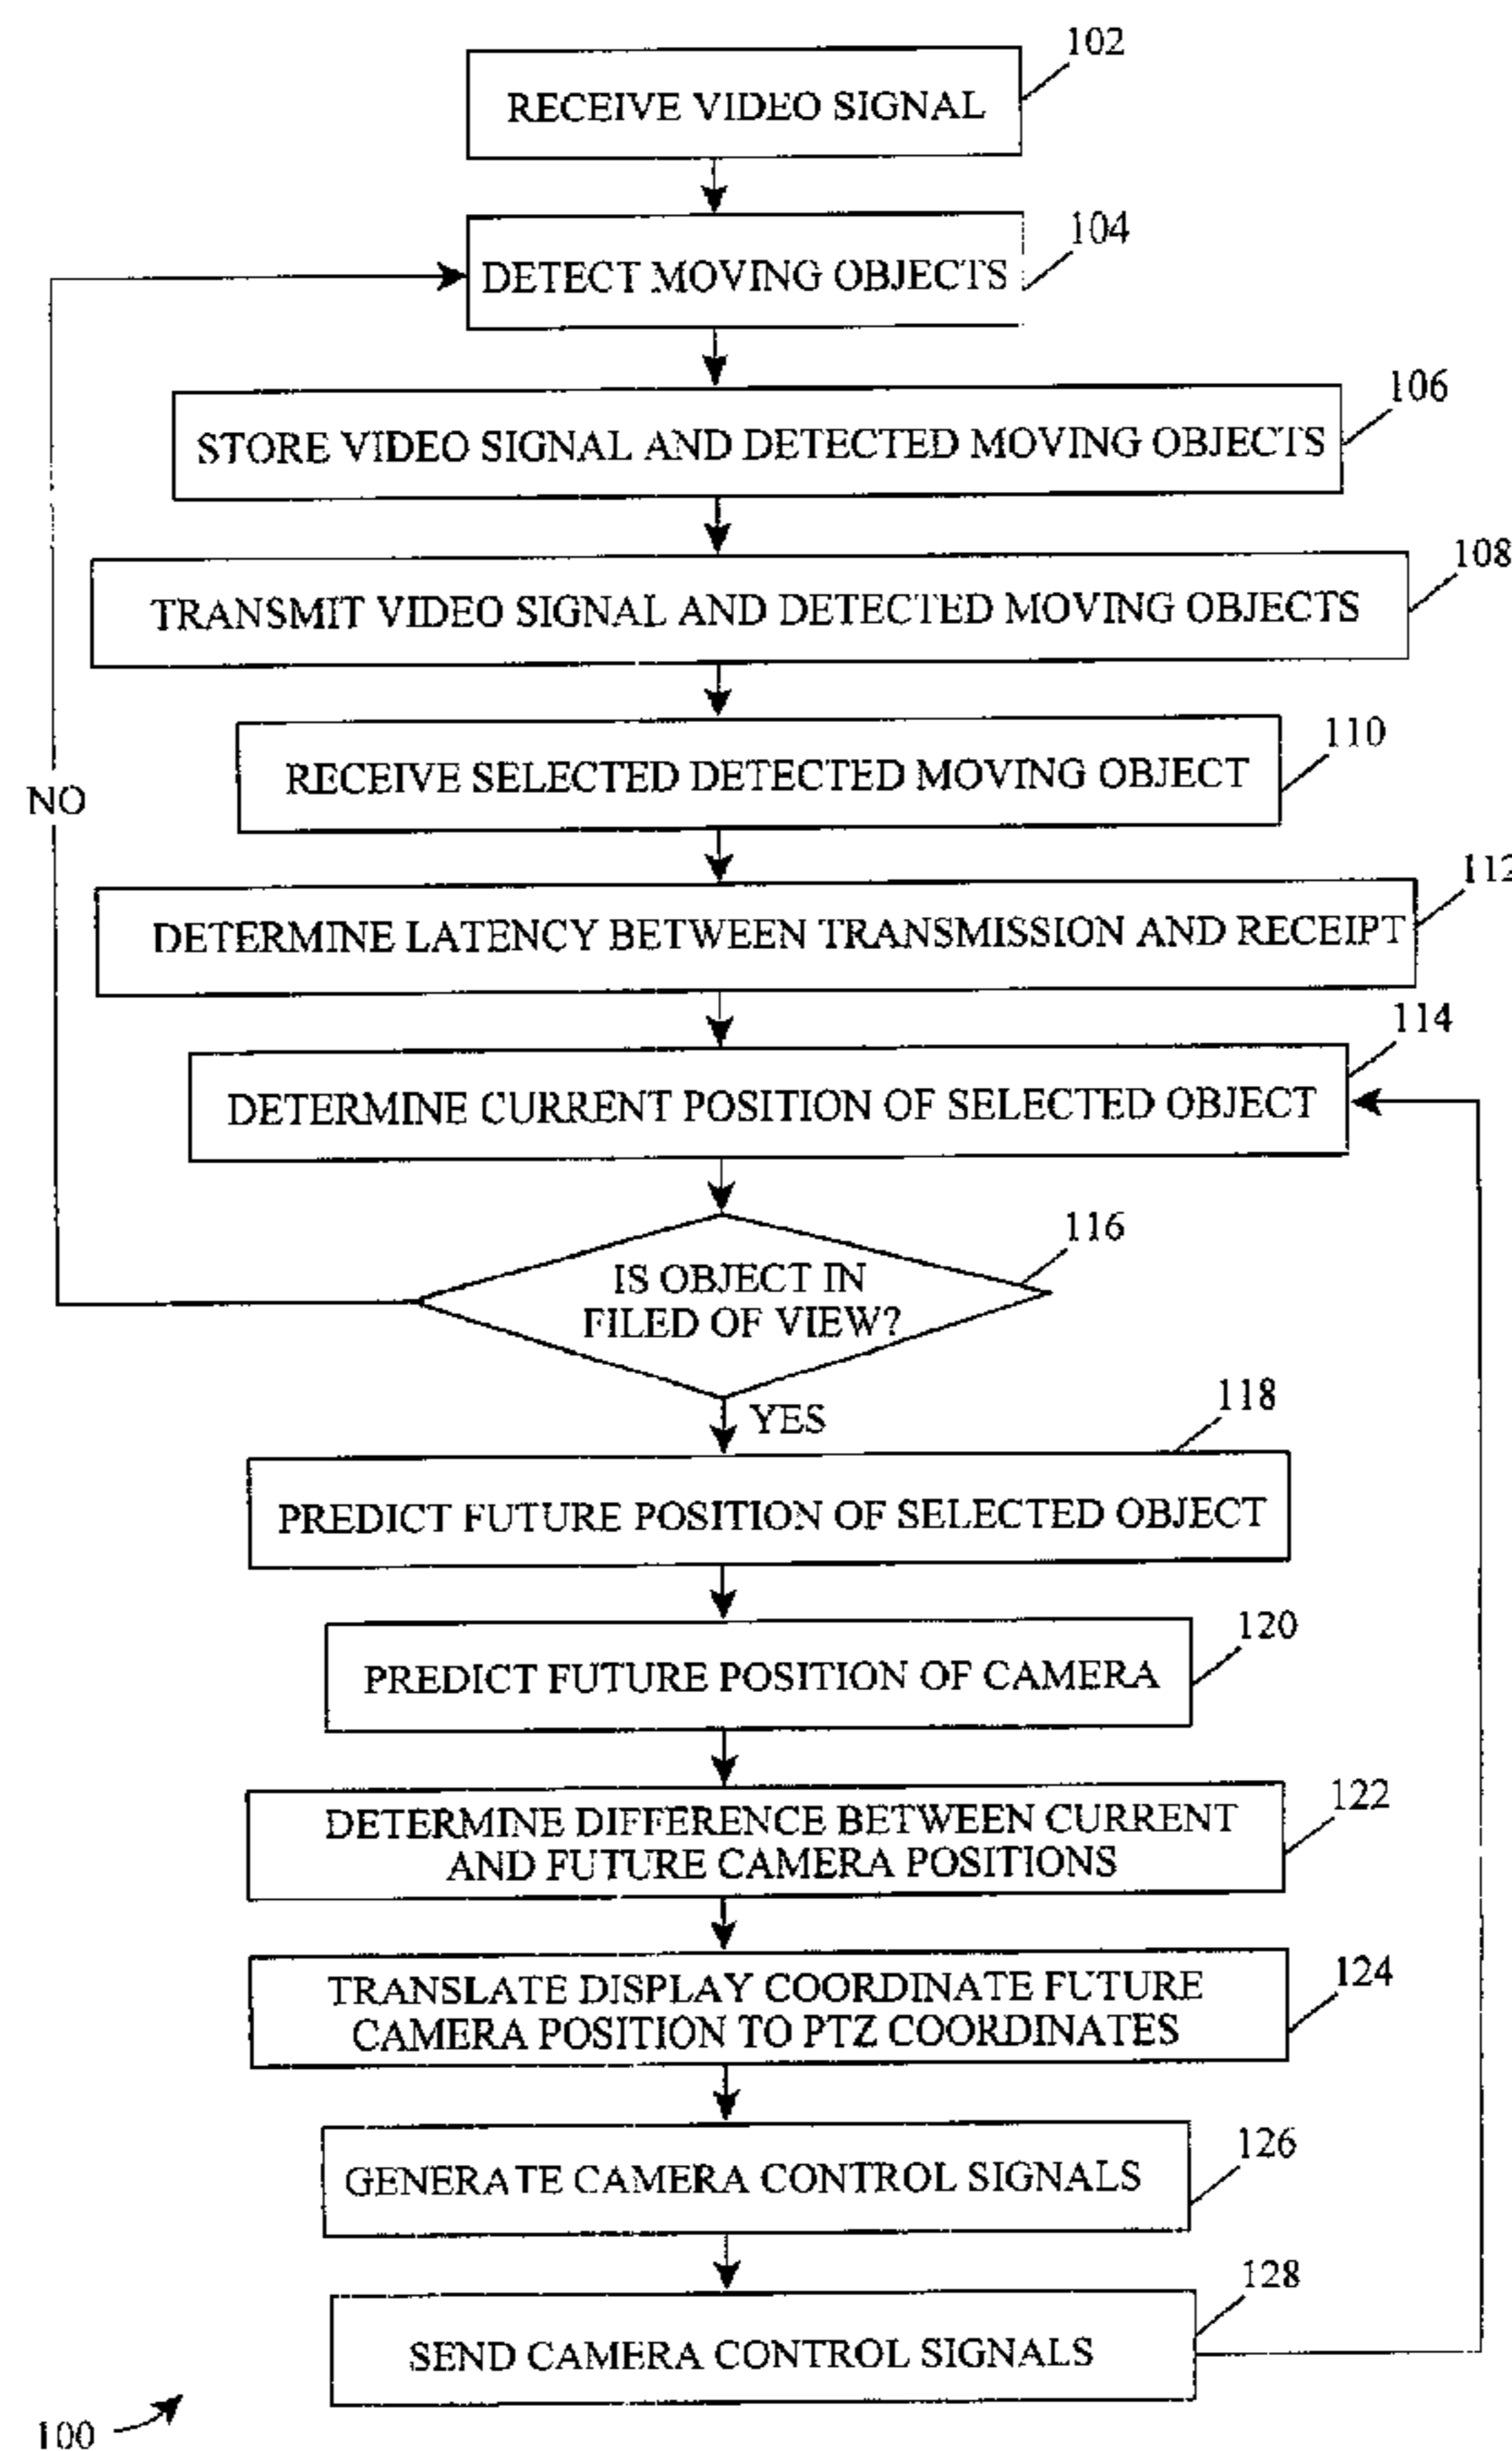 102
RECEIVE VIDEO SIGNAL
104
DETECT MOVING OBJECTS
106
STORE VIDEO SIGNAL AND DETECTED MOVING OBJECTS
108
TRANSMIT VIDEO SIGNAL AND DETECTED MOVING OBJECTS
110
RECEIVE SELECTED DETECTED MOVING OBJECT
NO
112
DETERMINE LATENCY BETWEEN TRANSMISSION AND RECEIPT
114
DETERMINE CURRENT POSITION OF SELECTED OBJECT
116
IS OBJECT IN
FILED OF VIEW?
YES
118
PREDICT FUTURE POSITION OF SELECTED OBJECT
120
PREDICT FUTURE POSITION OF CAMERA
122
DETERMINE DIFFERENCE BETWEEN CURRENT
AND FUTURE CAMERA POSITIONS
124
TRANSLATE DISPLAY COORDINATE FUTURE
CAMERA POSITION TO PTZ COORDINATES
126
GENERATE CAMERA CONTROL SIGNALS
128
SEND CAMERA CONTROL SIGNALS
100